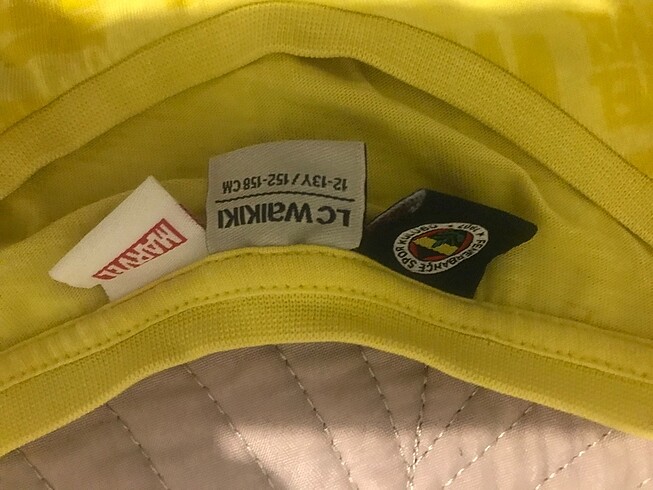 MARVEL
LC WAIKIKI
12-13Y / 152-158 CM
FENERBAHÇE SPOR KULÜBÜ
★ 1907 ★